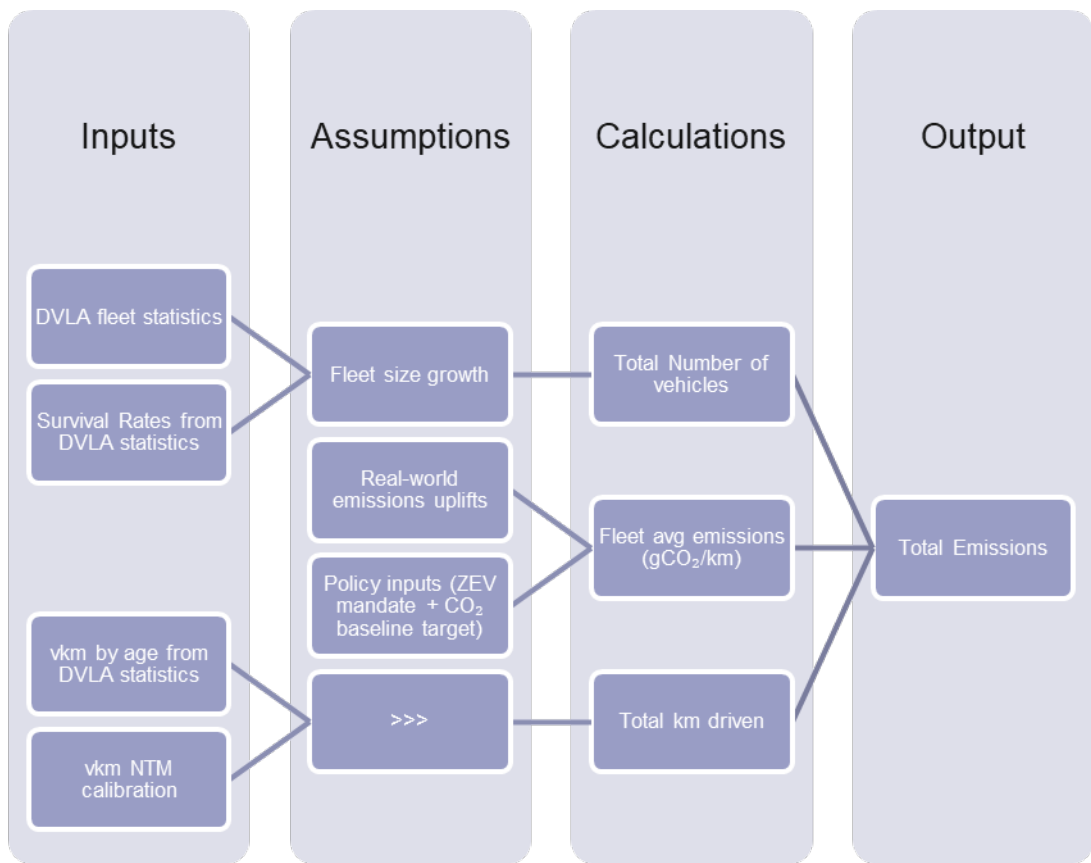 Inputs
Assumptions
Calculations
Output
DVLA fleet statistics
Survival Rates from
DVLA statistics
vkm by age from
DVLA statistics
vkm NTM
calibration
Fleet size growth
Real-world
emissions uplifts
Policy inputs (ZEV
mandate + CO₂
baseline target)
>>>
Total Number of
vehicles
Fleet avg emissions
(gCO₂/km)
Total km driven
Total Emissions